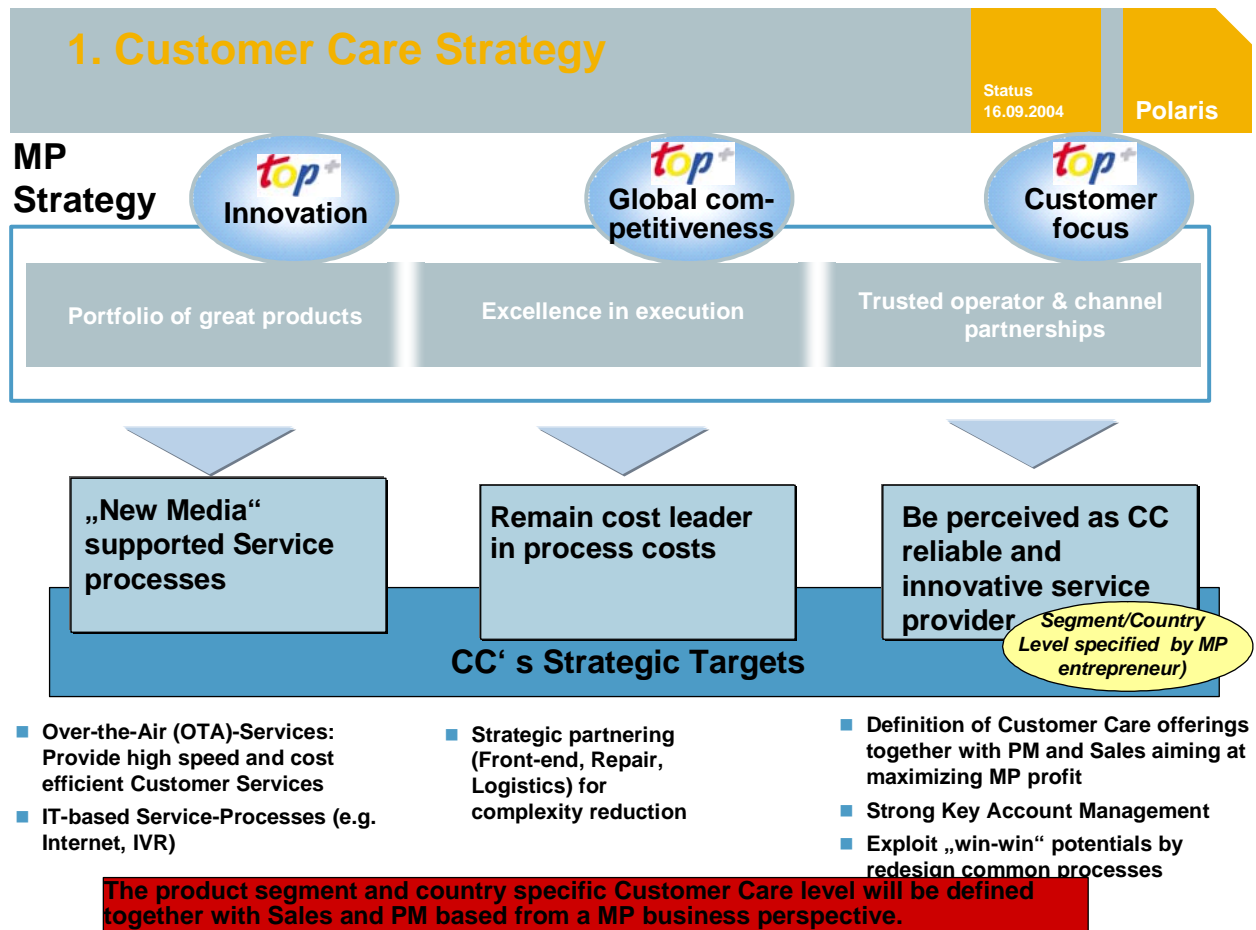 1. Customer Care Strategy
Status
16.09.2004
Polaris
MP
Strategy
top+
Innovation
top+
Global com-
petitiveness
top+
Customer
focus
Portfolio of great products
Excellence in execution
Trusted operator & channel
partnerships
„New Media“
supported Service
processes
Remain cost leader
in process costs
Be perceived as CC
reliable and
innovative service
provider
Segment/Country
Level specified by MP
entrepreneur)
CC‘ s Strategic Targets
Over-the-Air (OTA)-Services:
Provide high speed and cost
efficient Customer Services
IT-based Service-Processes (e.g.
Internet, IVR)
Strategic partnering
(Front-end, Repair,
Logistics) for
complexity reduction
Definition of Customer Care offerings
together with PM and Sales aiming at
maximizing MP profit
Strong Key Account Management
Exploit „win-win“ potentials by
redesign common processes
The product segment and country specific Customer Care level will be defined
together with Sales and PM based from a MP business perspective.